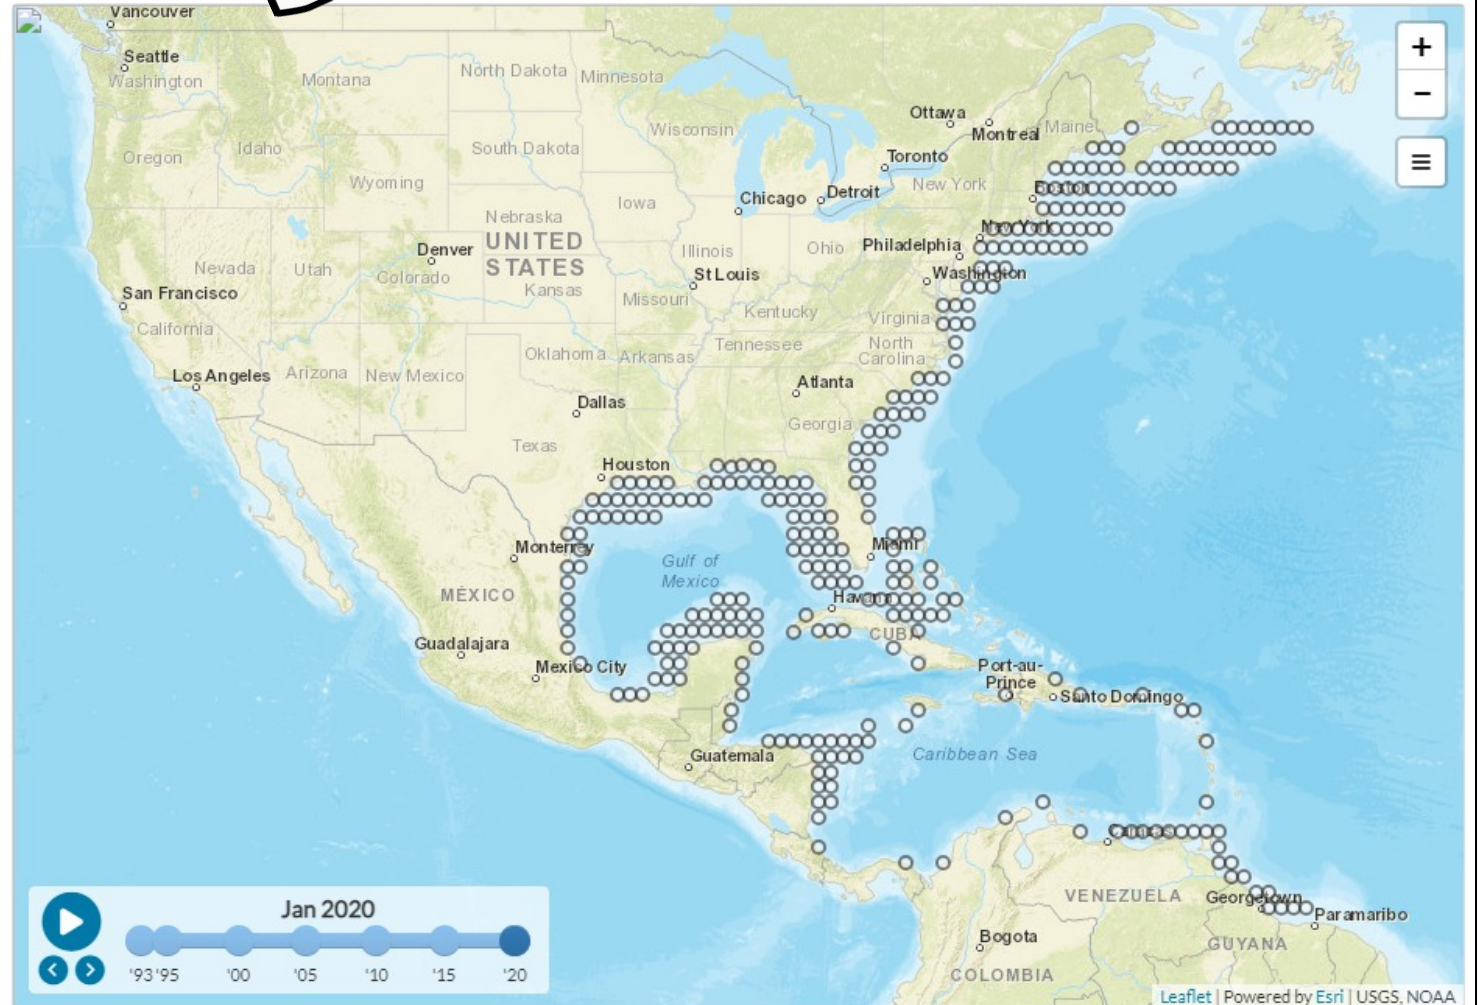 Vancouver
Seattle
Washington
Montana
North Dakota
Minnesota
Ottawa
Montreal
Maine
Oregon
Idaho
South Dakota
Wisconsin
Toronto
Wyoming
Chicago
Detroit
New York
Boston
Nebraska
Iowa
New York
UNITED
STATES
Denver
Illinois
Ohio
Philadelphia
Nevada
Utah
Colorado
Kansas
St Louis
Washington
San Francisco
Missouri
Kentucky
Virginia
California
Oklahoma
Arkansas
Tennessee
North
Carolina
Los Angeles
Arizona
New Mexico
Atlanta
Dallas
Georgia
Texas
Houston
Monterrey
Miami
Gulf of
Mexico
MÉXICO
Havana
CUBA
Guadalajara
Mexico City
Port-au-
Prince
Santo Domingo
Guatemala
Caribbean Sea
Caracas
VENEZUELA
Georgetown
Paramaribo
Bogota
GUYANA
COLOMBIA
+
−
☰
Jan 2020
'93 '95 '00 '05 '10 '15 '20
Leaflet | Powered by Esri | USGS, NOAA